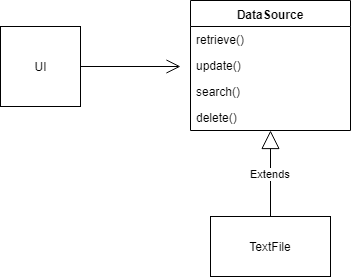 DataSource
retrieve()
UI
update()
search()
delete()
Extends
TextFile